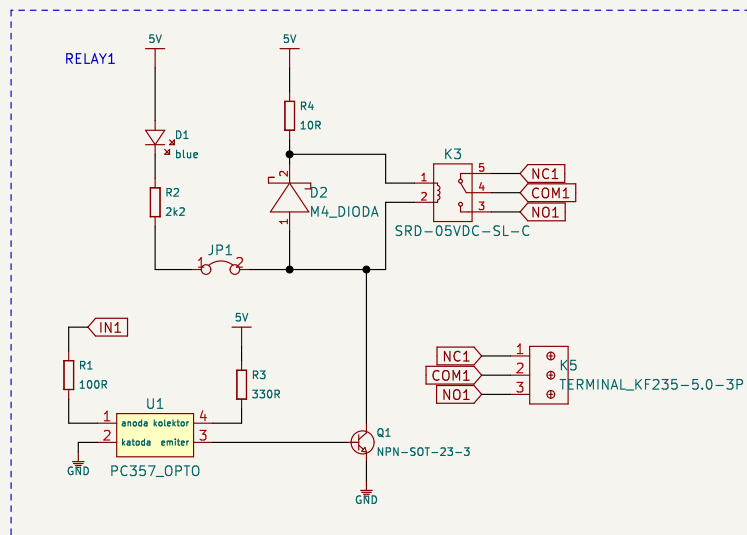 5V
5V
RELAY1
R4
10R
D1
blue
K3
5
NC1
2
1
4
COM1
R2
2k2
D2
M4_DIODA
2
3
NO1
1
SRD-05VDC-SL-C
JP1
1
2
5V
IN1
NC1
1
R1
100R
R3
330R
K5
COM1
2
TERMINAL_KF235-5.0-3P
NO1
3
U1
1
anoda kolektor
4
2
katoda emiter
3
Q1
NPN-SOT-23-3
GND
PC357_OPTO
GND